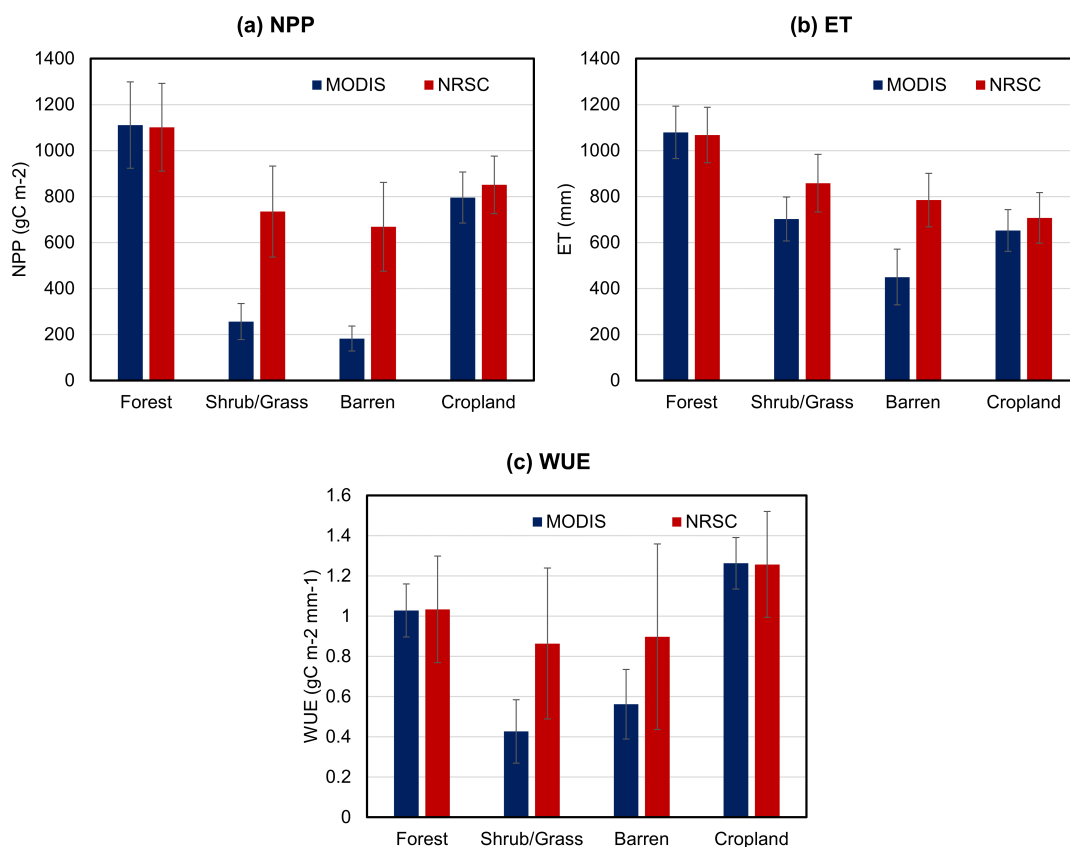 (a) NPP
MODIS NRSC
NPP (gC m-2)
1400
1200
1000
800
600
400
200
0
Forest Shrub/Grass Barren Cropland
(b) ET
MODIS NRSC
ET (mm)
1400
1200
1000
800
600
400
200
0
Forest Shrub/Grass Barren Cropland
(c) WUE
MODIS NRSC
WUE (gC m-2 mm-1)
1.6
1.4
1.2
1
0.8
0.6
0.4
0.2
0
Forest Shrub/Grass Barren Cropland